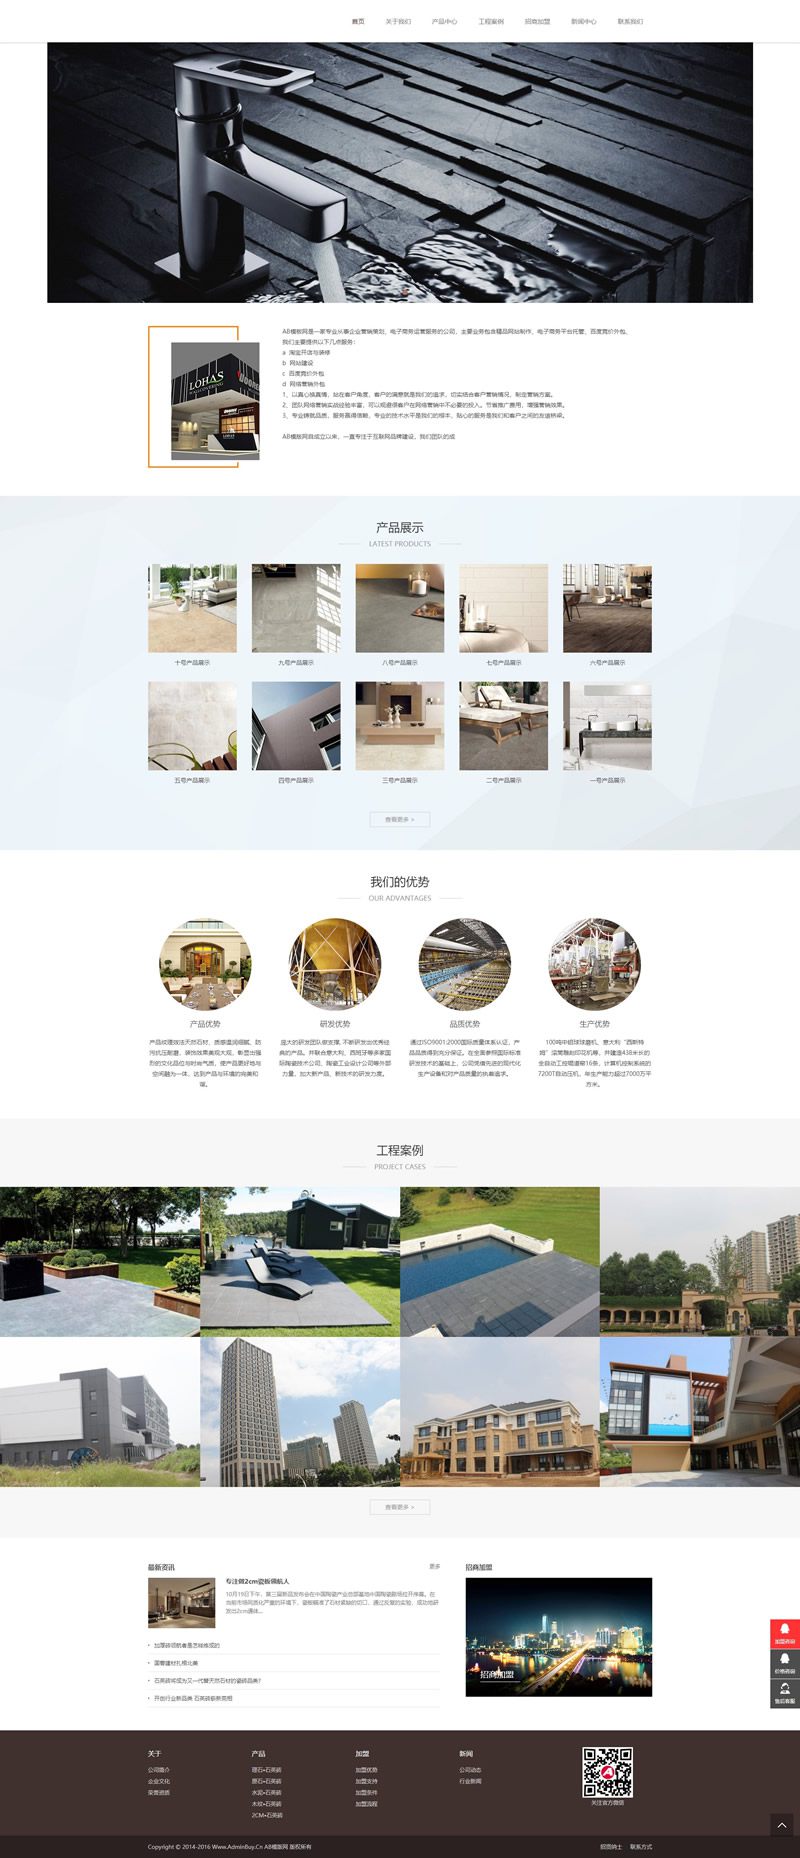 首页 关于我们 产品中心 工程案例 招商加盟 新闻中心 联系我们
LOHAS
AB模板网是一家专业从事企业营销策划、电子商务运营服务的公司，主要业务包含精品网站制作、电子商务平台托管、百度竞价外包。
我们主要提供以下几点服务：
a 淘宝开店与装修
b 网站建设
c 百度竞价外包
d 网络营销外包
1、以真心换真情，站在客户角度，客户的满意就是我们的追求，切实结合客户营销情况，制定营销方案。
2、团队网络营销实战经验丰富，可以规避很客户在网络营销中不必要的投入。节省推广费用，增强营销效果。
3、专业铸就品质，服务赢得信赖，专业的技术水平是我们的根本，贴心的服务是我们和客户之间的友谊桥梁。
AB模版网自成立以来，一直专注于互联网品牌建设，我们团队的成
产品展示
LATEST PRODUCTS
十号产品展示 九号产品展示 八号产品展示 七号产品展示 六号产品展示
五号产品展示 四号产品展示 三号产品展示 二号产品展示 一号产品展示
查看更多 >
我们的优势
OUR ADVANTAGES
产品优势
产品纹理效法天然石材，质感温润细腻、防
污抗压耐磨、装饰效果美观大观，彰显出强
烈的文化品位与时尚气质，使产品更好地与
空间融为一体，达到产品与环境的完美和
谐。
研发优势
庞大的研发团队做支撑, 不断研发出优秀经
典的产品。并联合意大利、西班牙等多家国
际陶瓷技术公司、陶瓷工业设计公司等外部
力量，加大新产品、新技术的研发力度。
品质优势
通过ISO9001:2000国际质量体系认证，产
品品质得到充分保证。在全面参照国际标准
研发技术的基础上，公司凭借先进的现代化
生产设备和对产品质量的执着追求。
生产优势
100吨中铝球球磨机、意大利“西斯特
姆”滚筒雕刻印花机等，并建造438米长的
全自动工控辊道窑16条，计算机控制系统的
7200T自动压机，年生产能力超过7000万平
方米。
工程案例
PROJECT CASES
查看更多 >
最新资讯 更多
专注做2cm瓷板领航人
10月19日下午，第三届新品发布会在中国陶瓷产业总部基地中国陶瓷剧场拉开序幕。在
当前市场同质化严重的环境下，瓷板瞄准了石材紧缺的切口，通过反复的实验，成功地研
发出2cm通体...
加厚砖领航者是怎样炼成的
国着建材扎根北美
石英砖将成为又一代替天然石材的瓷砖品类?
开创行业新品类 石英砖崭新亮相
招商加盟
招商加盟
加盟咨询
价格咨询
售后客服
关于
公司简介
企业文化
荣誉资质
产品
理石•石英砖
原石•石英砖
水泥•石英砖
木纹•石英砖
2CM•石英砖
加盟
加盟优势
加盟支持
加盟条件
加盟流程
新闻
公司动态
行业新闻
关注官方微信
Copyright © 2014-2016 Www.AdminBuy.Cn AB模版网 版权所有
招贤纳士 联系方式